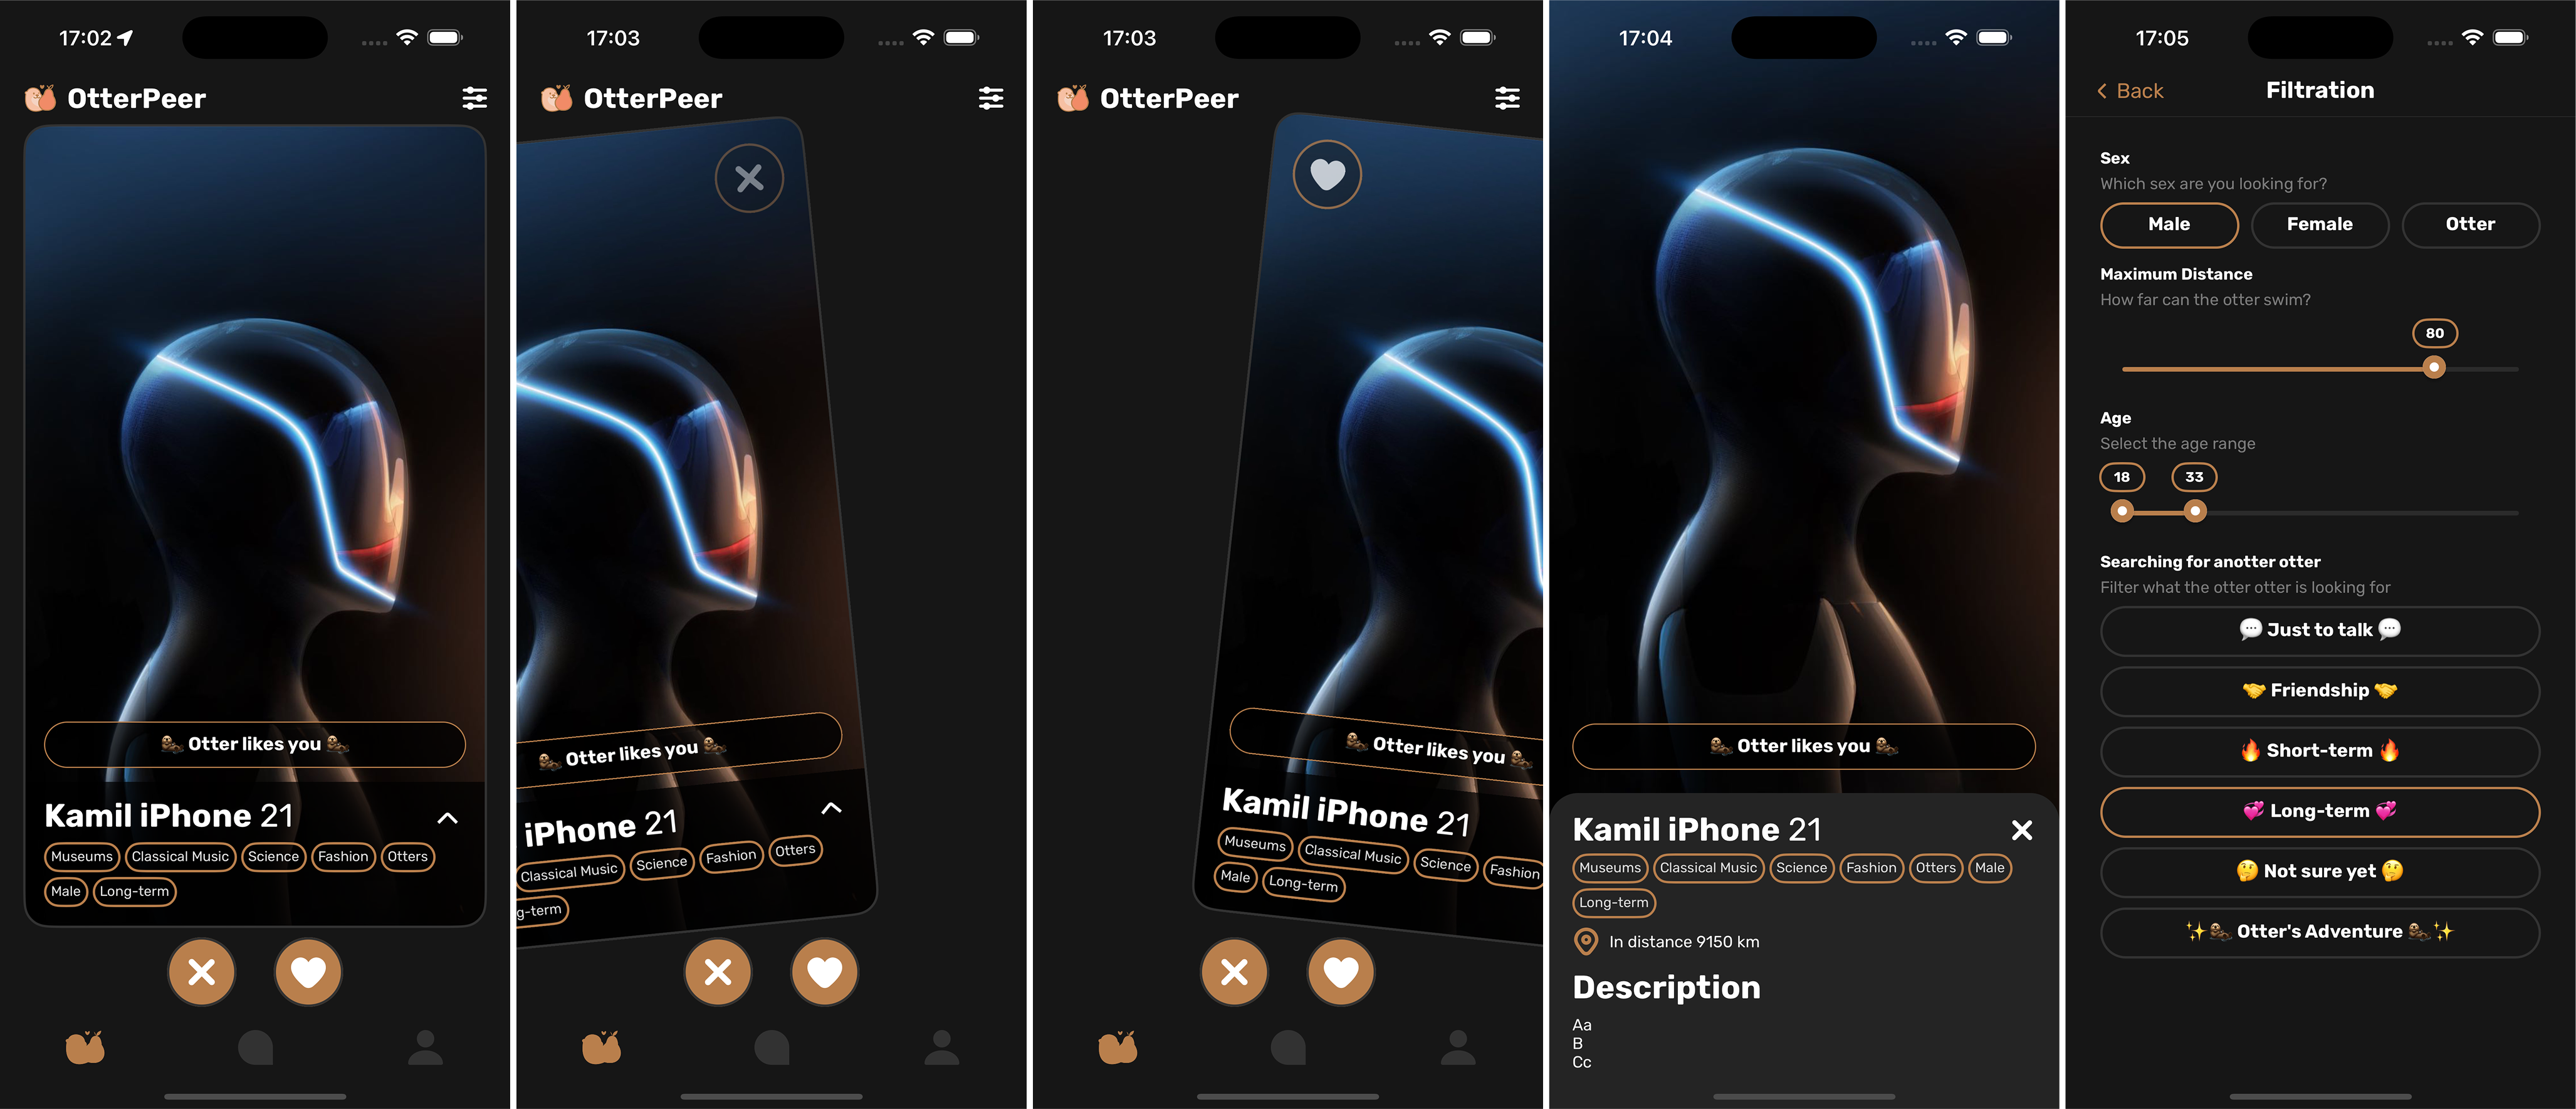 17:02
OtterPeer
Otter likes you
Kamil iPhone 21
Museums Classical Music Science Fashion Otters
Male Long-term
17:03
OtterPeer
Otter likes you
iPhone 21
Classical Music Science Fashion Otters
g-term
17:03
OtterPeer
Otter likes you
Kamil iPhone 21
Museums Classical Music Science Fashion
Male Long-term
17:04
Otter likes you
Kamil iPhone 21
Museums Classical Music Science Fashion Otters Male
Long-term
In distance 9150 km
Description
Aa
B
Cc
17:05
Back Filtration
Sex
Which sex are you looking for?
Male Female Otter
Maximum Distance
How far can the otter swim?
80
Age
Select the age range
18 33
Searching for anotter otter
Filter what the otter otter is looking for
Just to talk
Friendship
Short-term
Long-term
Not sure yet
Otter's Adventure